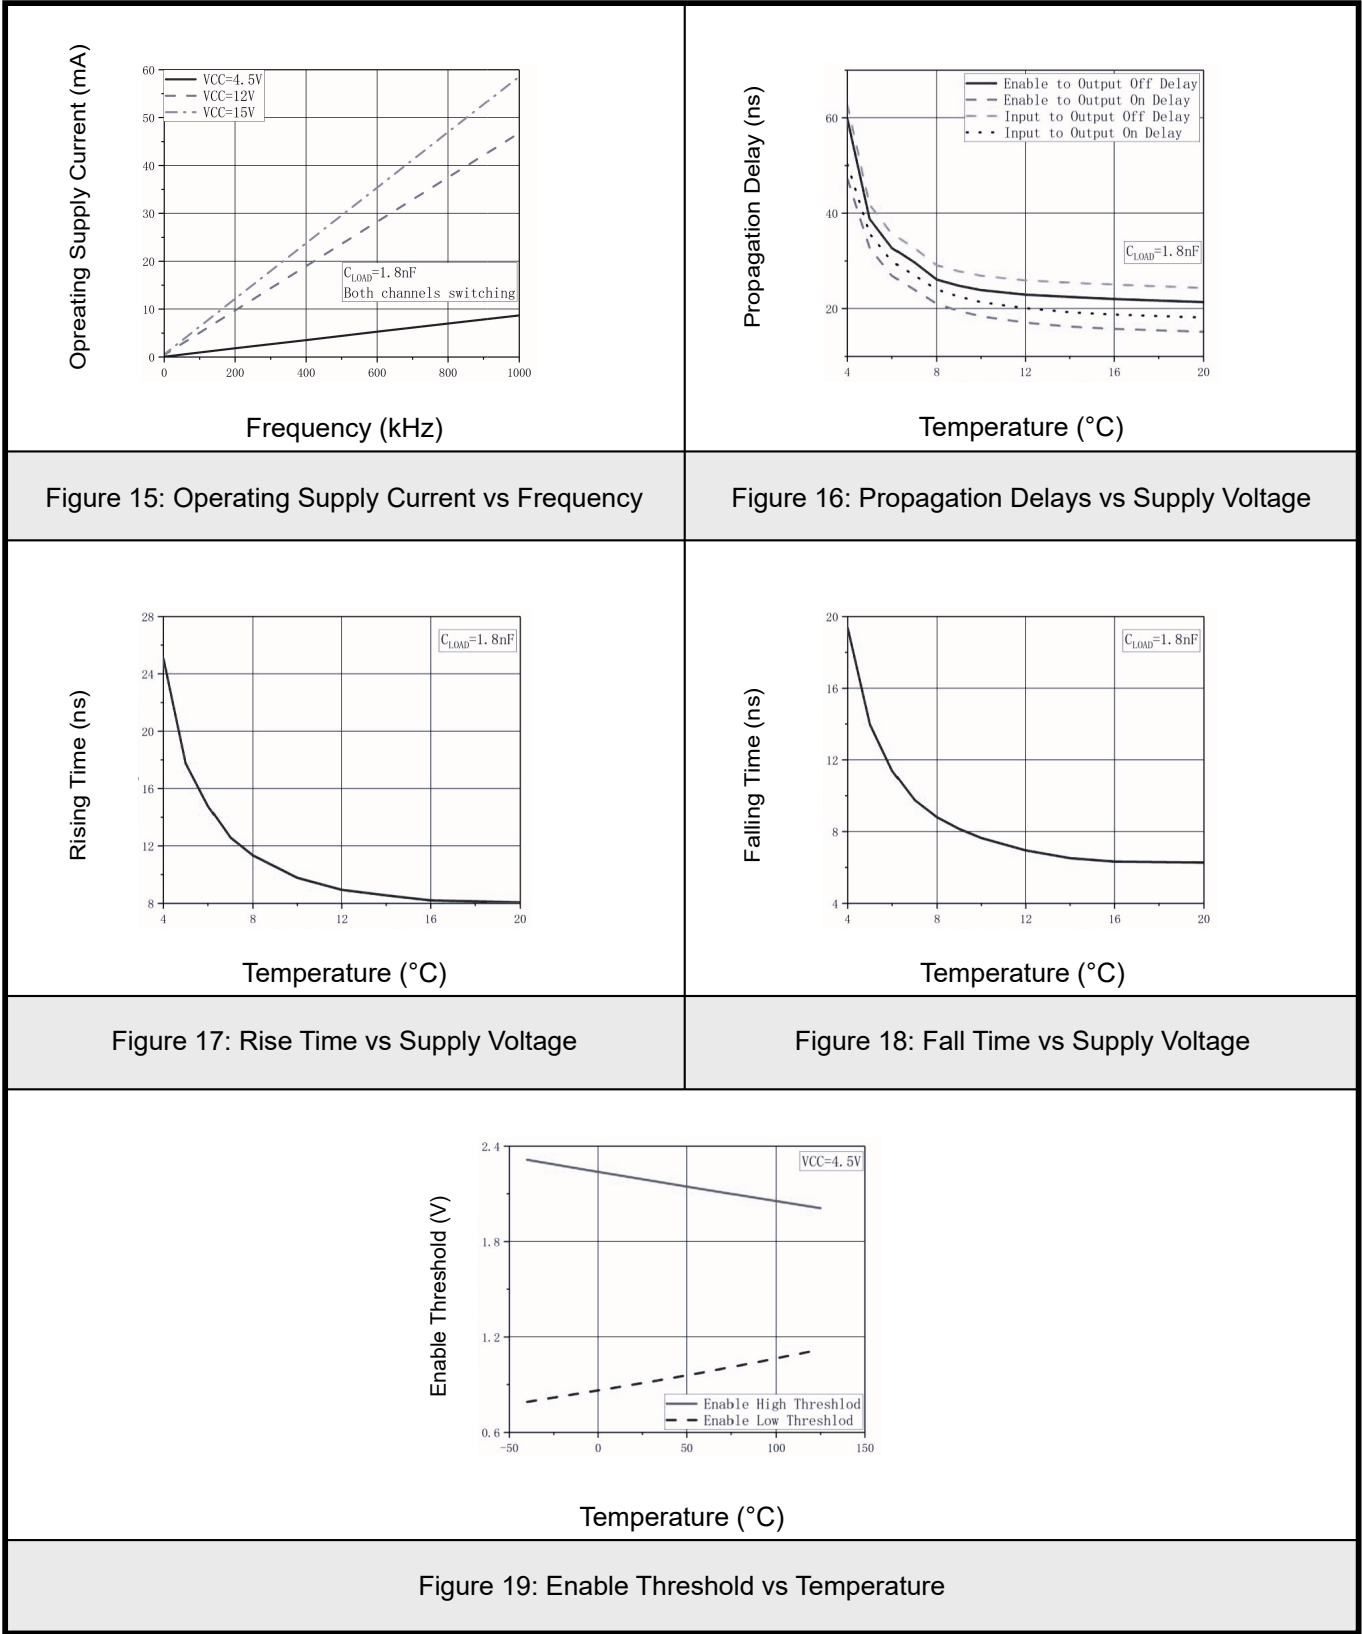 Opreating Supply Current (mA)
60
50
40
30
20
10
0
VCC=4.5V
VCC=12V
VCC=15V
CLOAD=1.8nF
Both channels switching
0 200 400 600 800 1000
Frequency (kHz)
Figure 15: Operating Supply Current vs Frequency
Propagation Delay (ns)
60
40
20
Enable to Output Off Delay
Enable to Output On Delay
Input to Output Off Delay
Input to Output On Delay
CLOAD=1.8nF
4 8 12 16 20
Temperature (°C)
Figure 16: Propagation Delays vs Supply Voltage
Rising Time (ns)
28
24
20
16
12
8
CLOAD=1.8nF
4 8 12 16 20
Temperature (°C)
Figure 17: Rise Time vs Supply Voltage
Falling Time (ns)
20
16
12
8
4
CLOAD=1.8nF
4 8 12 16 20
Temperature (°C)
Figure 18: Fall Time vs Supply Voltage
Enable Threshold (V)
2.4
1.8
1.2
0.6
VCC=4.5V
Enable High Threshlod
Enable Low Threshlod
-50 0 50 100 150
Temperature (°C)
Figure 19: Enable Threshold vs Temperature